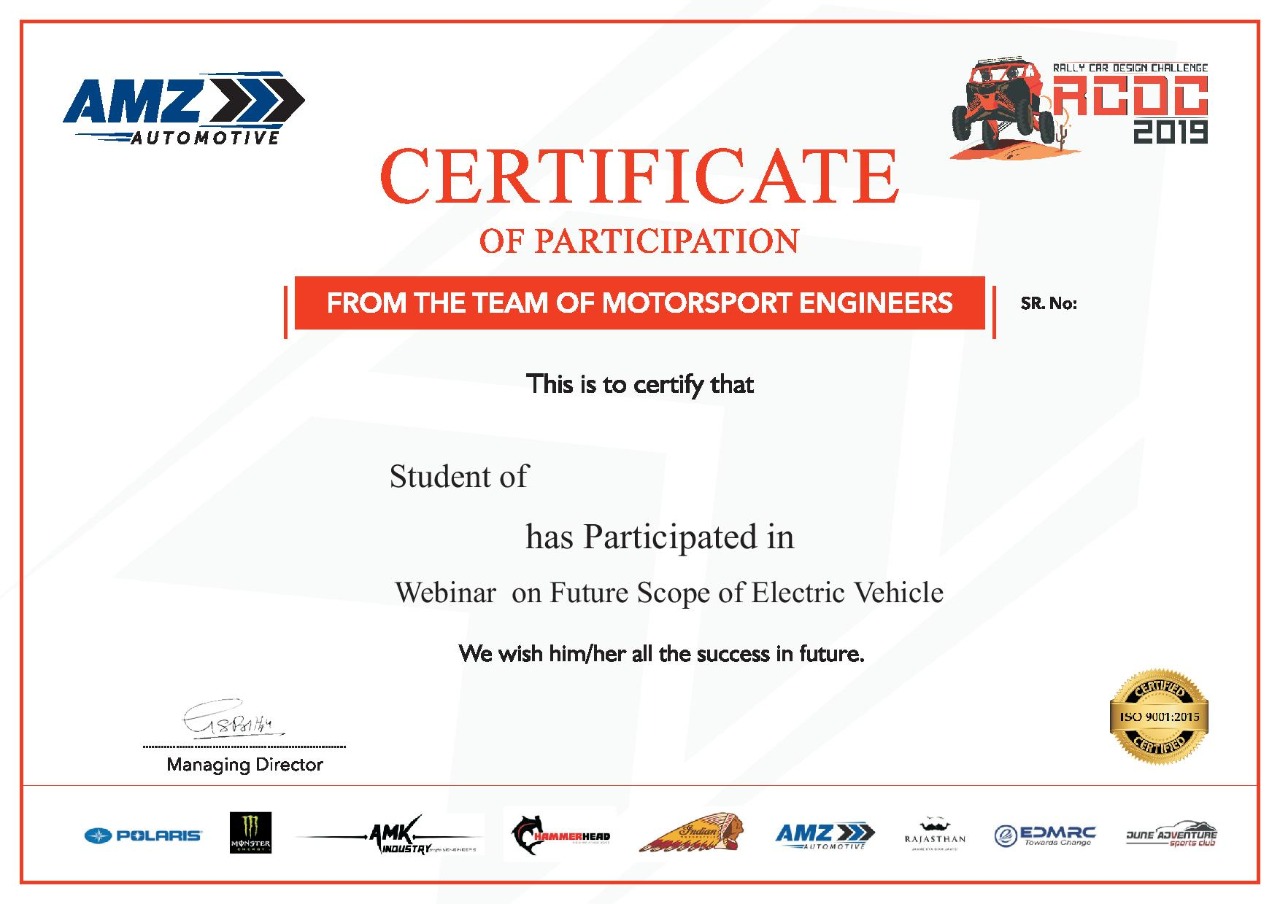 AMZ
AUTOMOTIVE
RALLY CAR DESIGN CHALLENGE
RCDC
2019
CERTIFICATE
OF PARTICIPATION
FROM THE TEAM OF MOTORSPORT ENGINEERS
SR. No:
This is to certify that
Student of
has Participated in
Webinar on Future Scope of Electric Vehicle
We wish him/her all the success in future.
Managing Director
CERTIFIED
ISO 9001:2015
CERTIFIED
POLARIS
MONSTER
ENERGY
AMK
INDUSTRY
HAMMERHEAD
Indian
MOTORCYCLE
AMZ
AUTOMOTIVE
RAJASTHAN
EDMRC
Towards Change
JUNE ADVENTURE
sports club